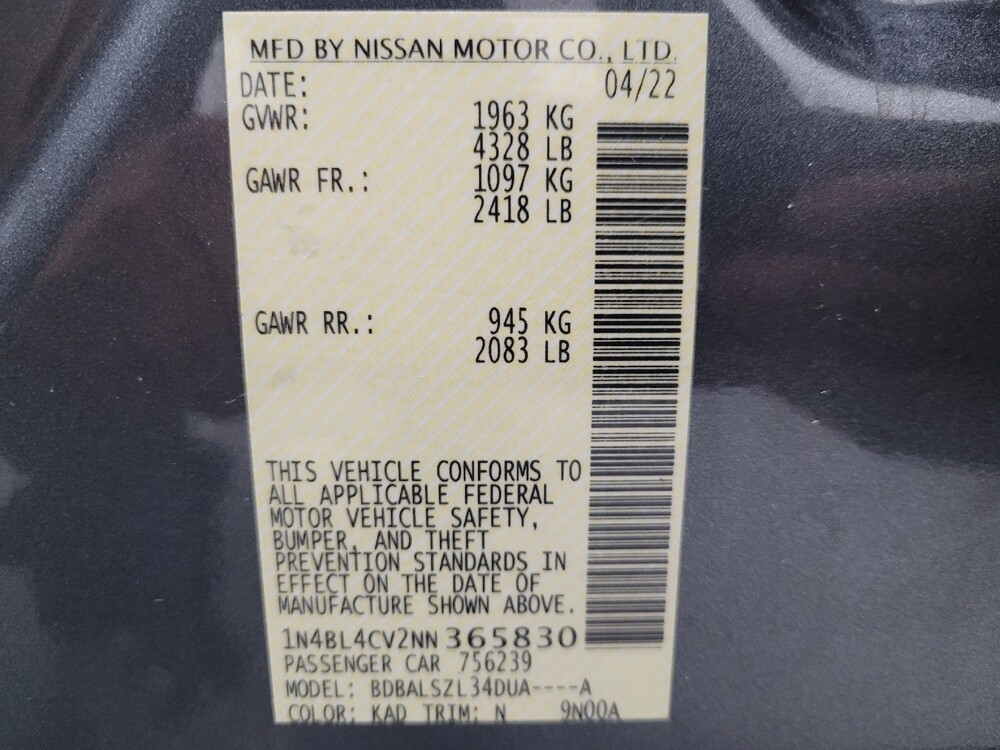 MFD BY NISSAN MOTOR CO., LTD.
DATE: 04/22
GVWR: 1963 KG
4328 LB
GAWR FR.: 1097 KG
2418 LB
GAWR RR.: 945 KG
2083 LB
THIS VEHICLE CONFORMS TO
ALL APPLICABLE FEDERAL
MOTOR VEHICLE SAFETY,
BUMPER, AND THEFT
PREVENTION STANDARDS IN
EFFECT ON THE DATE OF
MANUFACTURE SHOWN ABOVE.
1N4BL4CV2NN365830
PASSENGER CAR 756239
MODEL: BDBALSZL34DUA----A
COLOR: KAD TRIM: N 9N00A